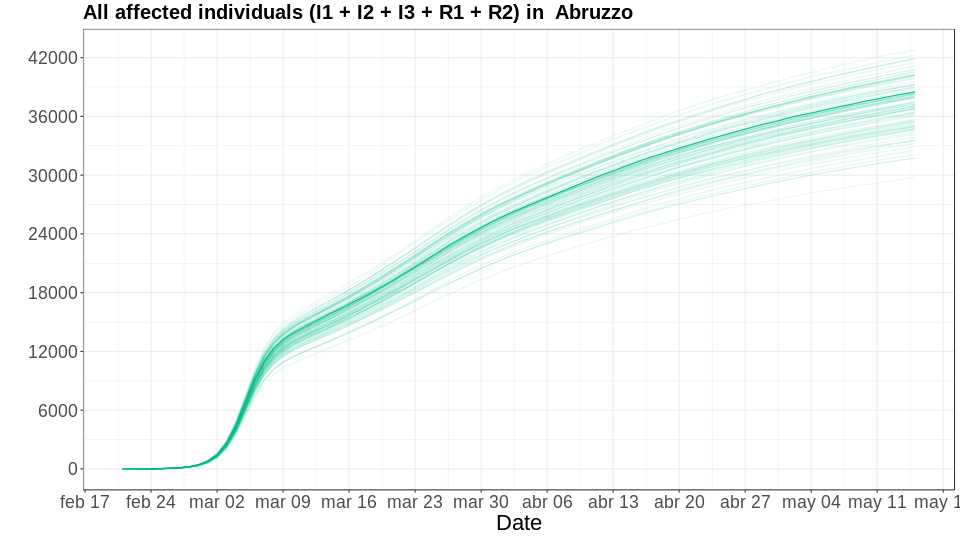 All affected individuals (I1 + I2 + I3 + R1 + R2) in  Abruzzo
42000
36000
30000
24000
18000
12000
6000
0
feb 17 feb 24 mar 02 mar 09 mar 16 mar 23 mar 30 abr 06 abr 13 abr 20 abr 27 may 04 may 11 may 1
Date